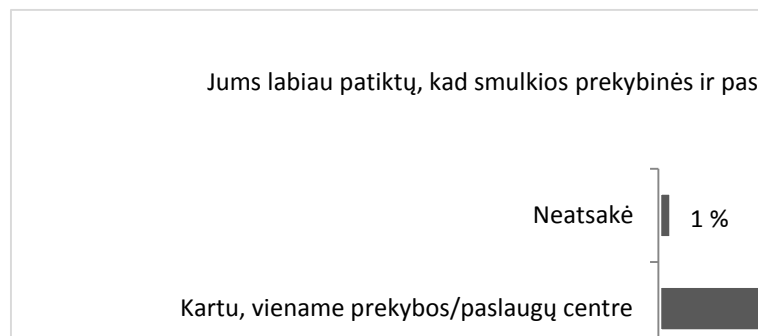 Jums labiau patiktų, kad smulkios prekybinės ir pas
Neatsakė
1 %
Kartu, viename prekybos/paslaugų centre